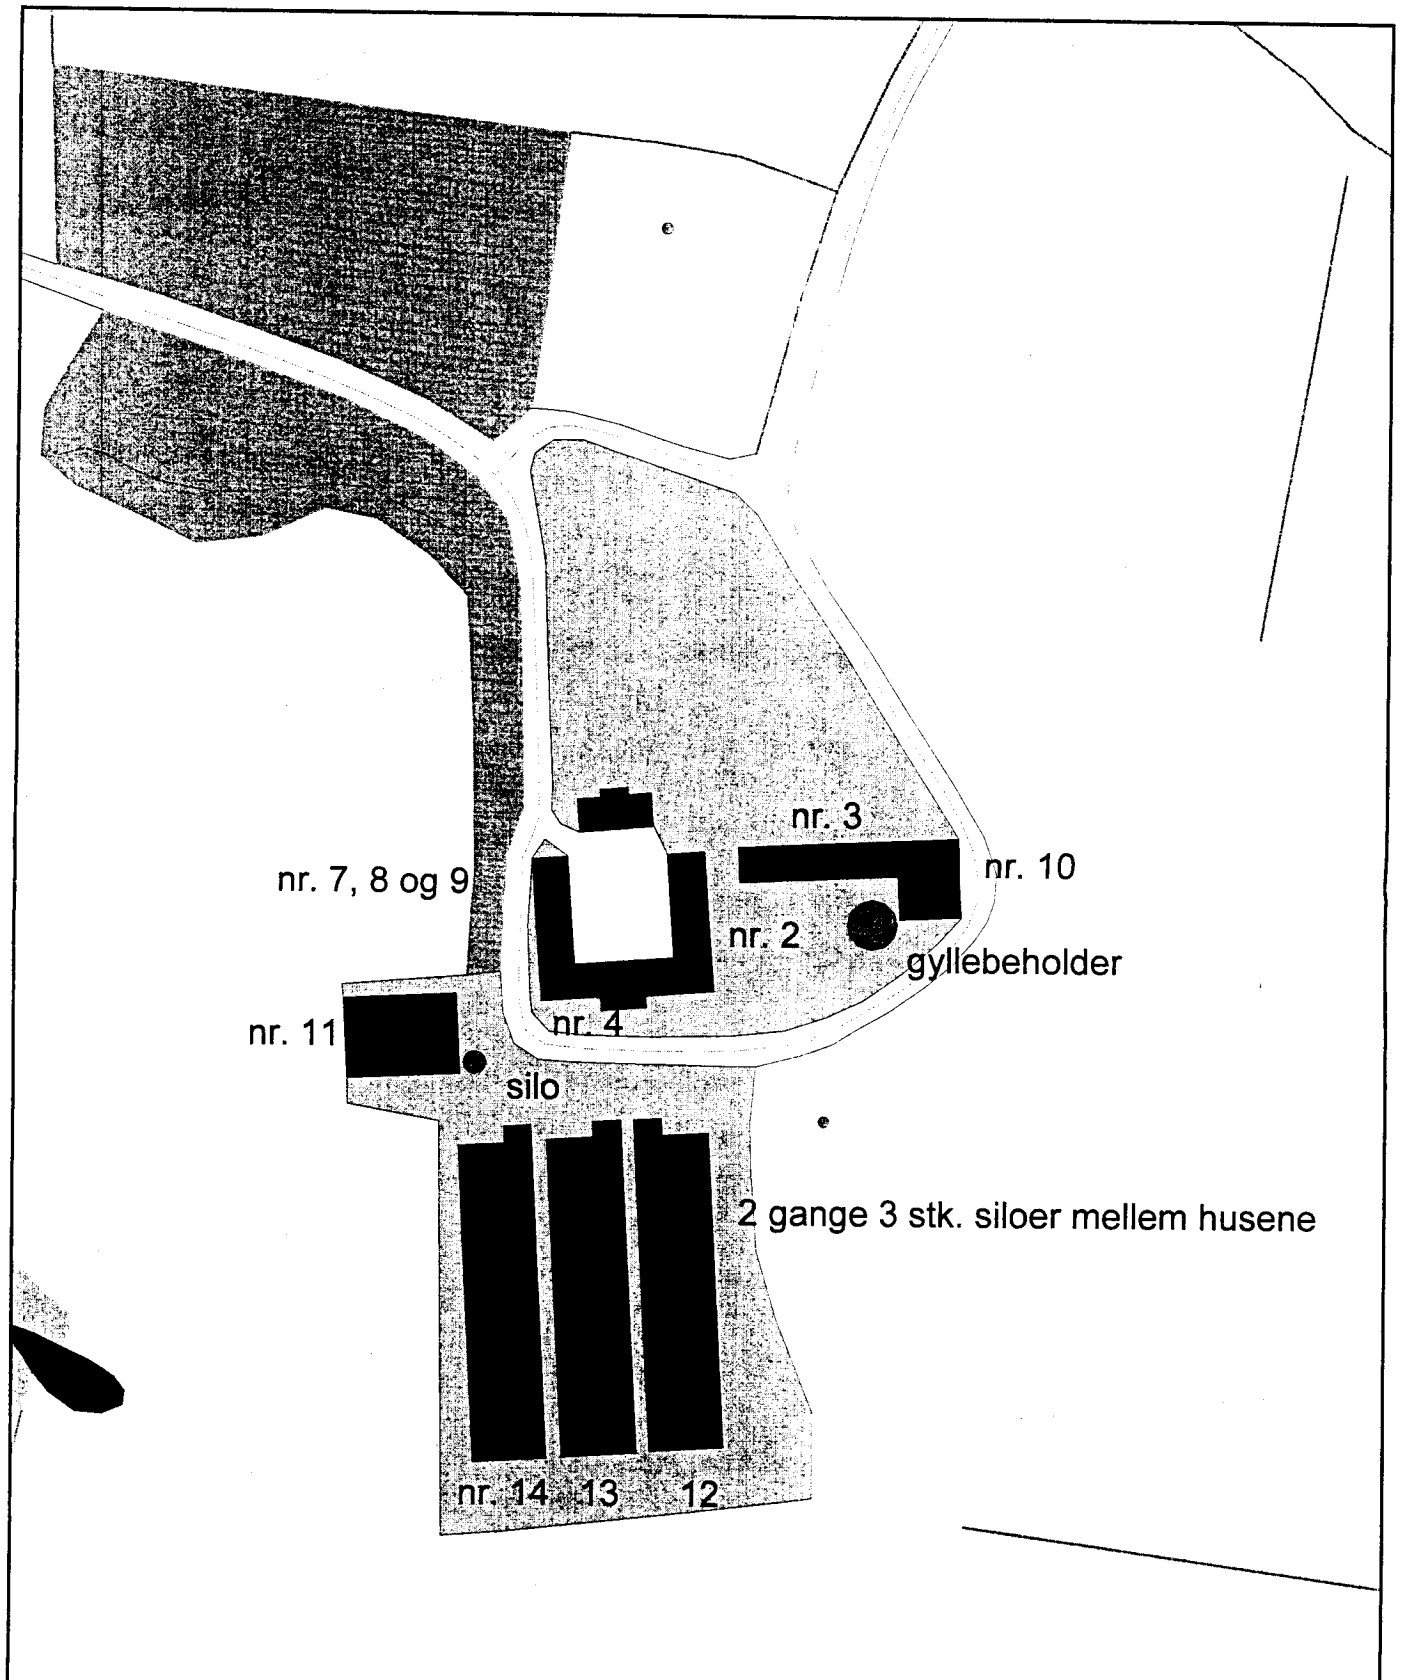 nr. 3
nr. 10
nr. 7, 8 og 9
nr. 2
gyllebeholder
nr. 4
nr. 11
silo
2 gange 3 stk. siloer mellem husene
nr. 14 13 12